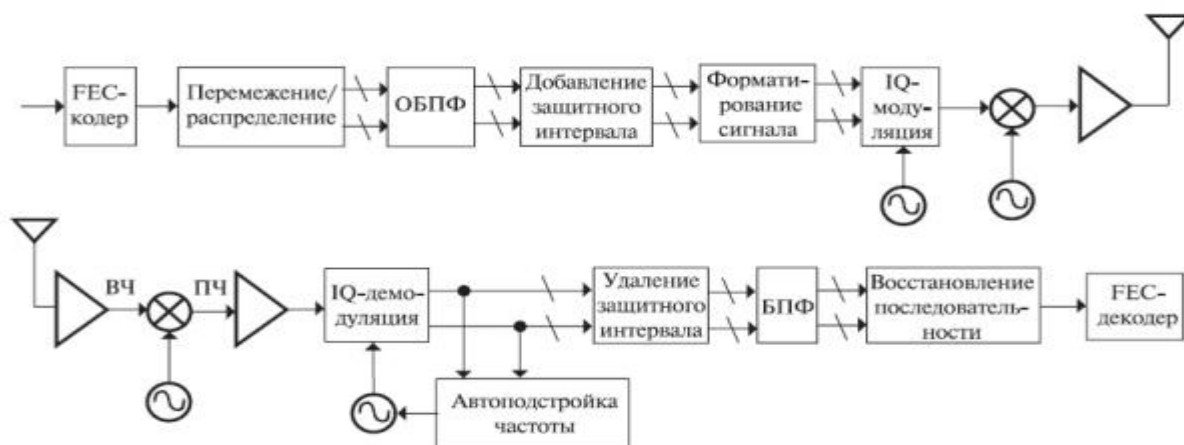 FEC-
кодер
Перемежение/
распределение
ОБПФ
Добавление
защитного
интервала
Формати-
рование
сигнала
IQ-
моду-
ляция
ВЧ
ПЧ
IQ-демо-
дуляция
Удаление
защитного
интервала
БПФ
Восстановление
последователь-
ности
FEC-
декодер
Автоподстройка
частоты